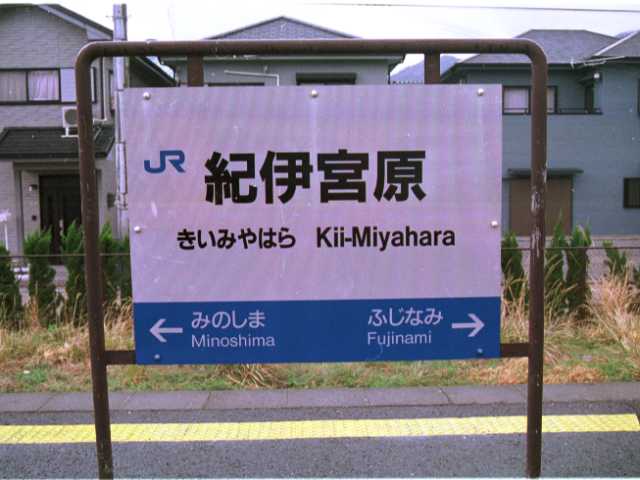 JR 紀伊宮原
きいみやはら Kii-Miyahara
← みのしま ふじなみ →
Minoshima Fujinami